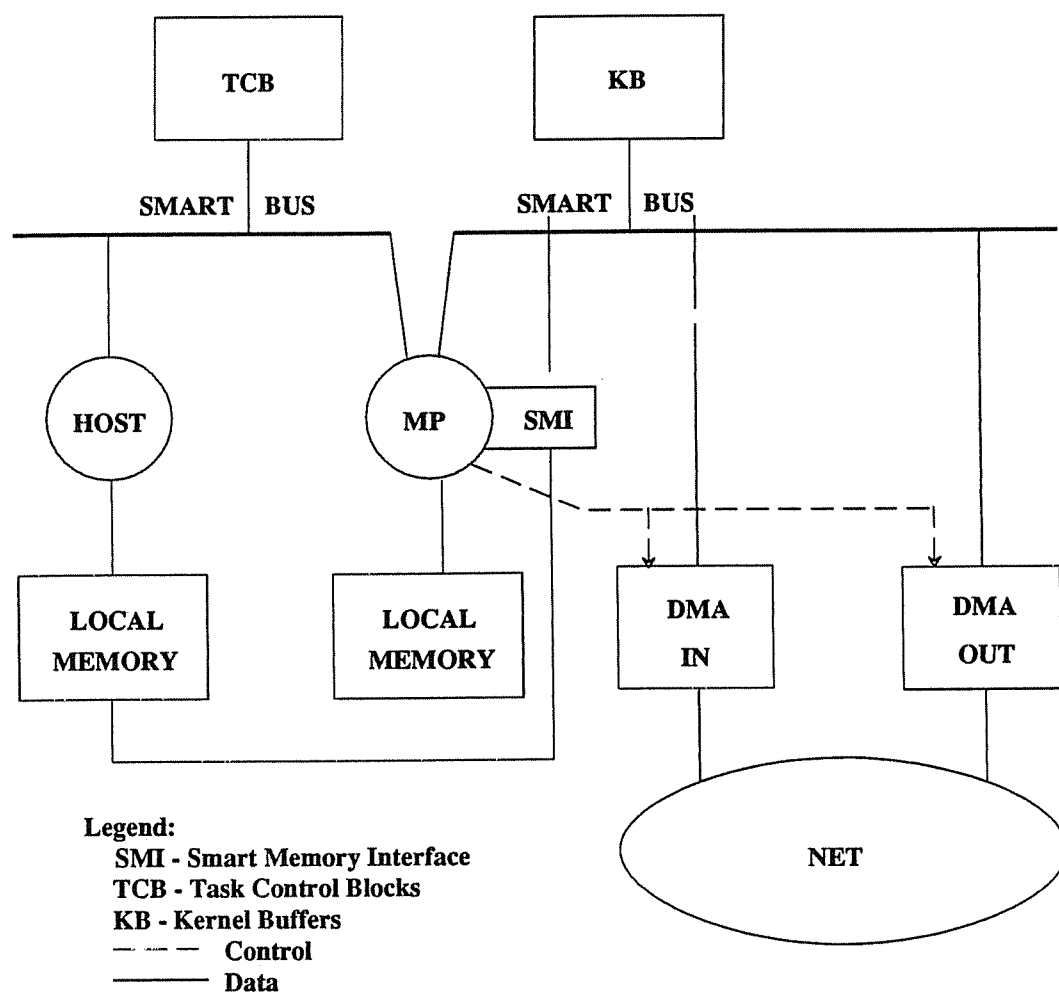 TCB
KB
SMART BUS
SMART BUS
HOST
MP
SMI
LOCAL
MEMORY
LOCAL
MEMORY
DMA
IN
DMA
OUT
NET
Legend:
SMI - Smart Memory Interface
TCB - Task Control Blocks
KB - Kernel Buffers
Control
Data